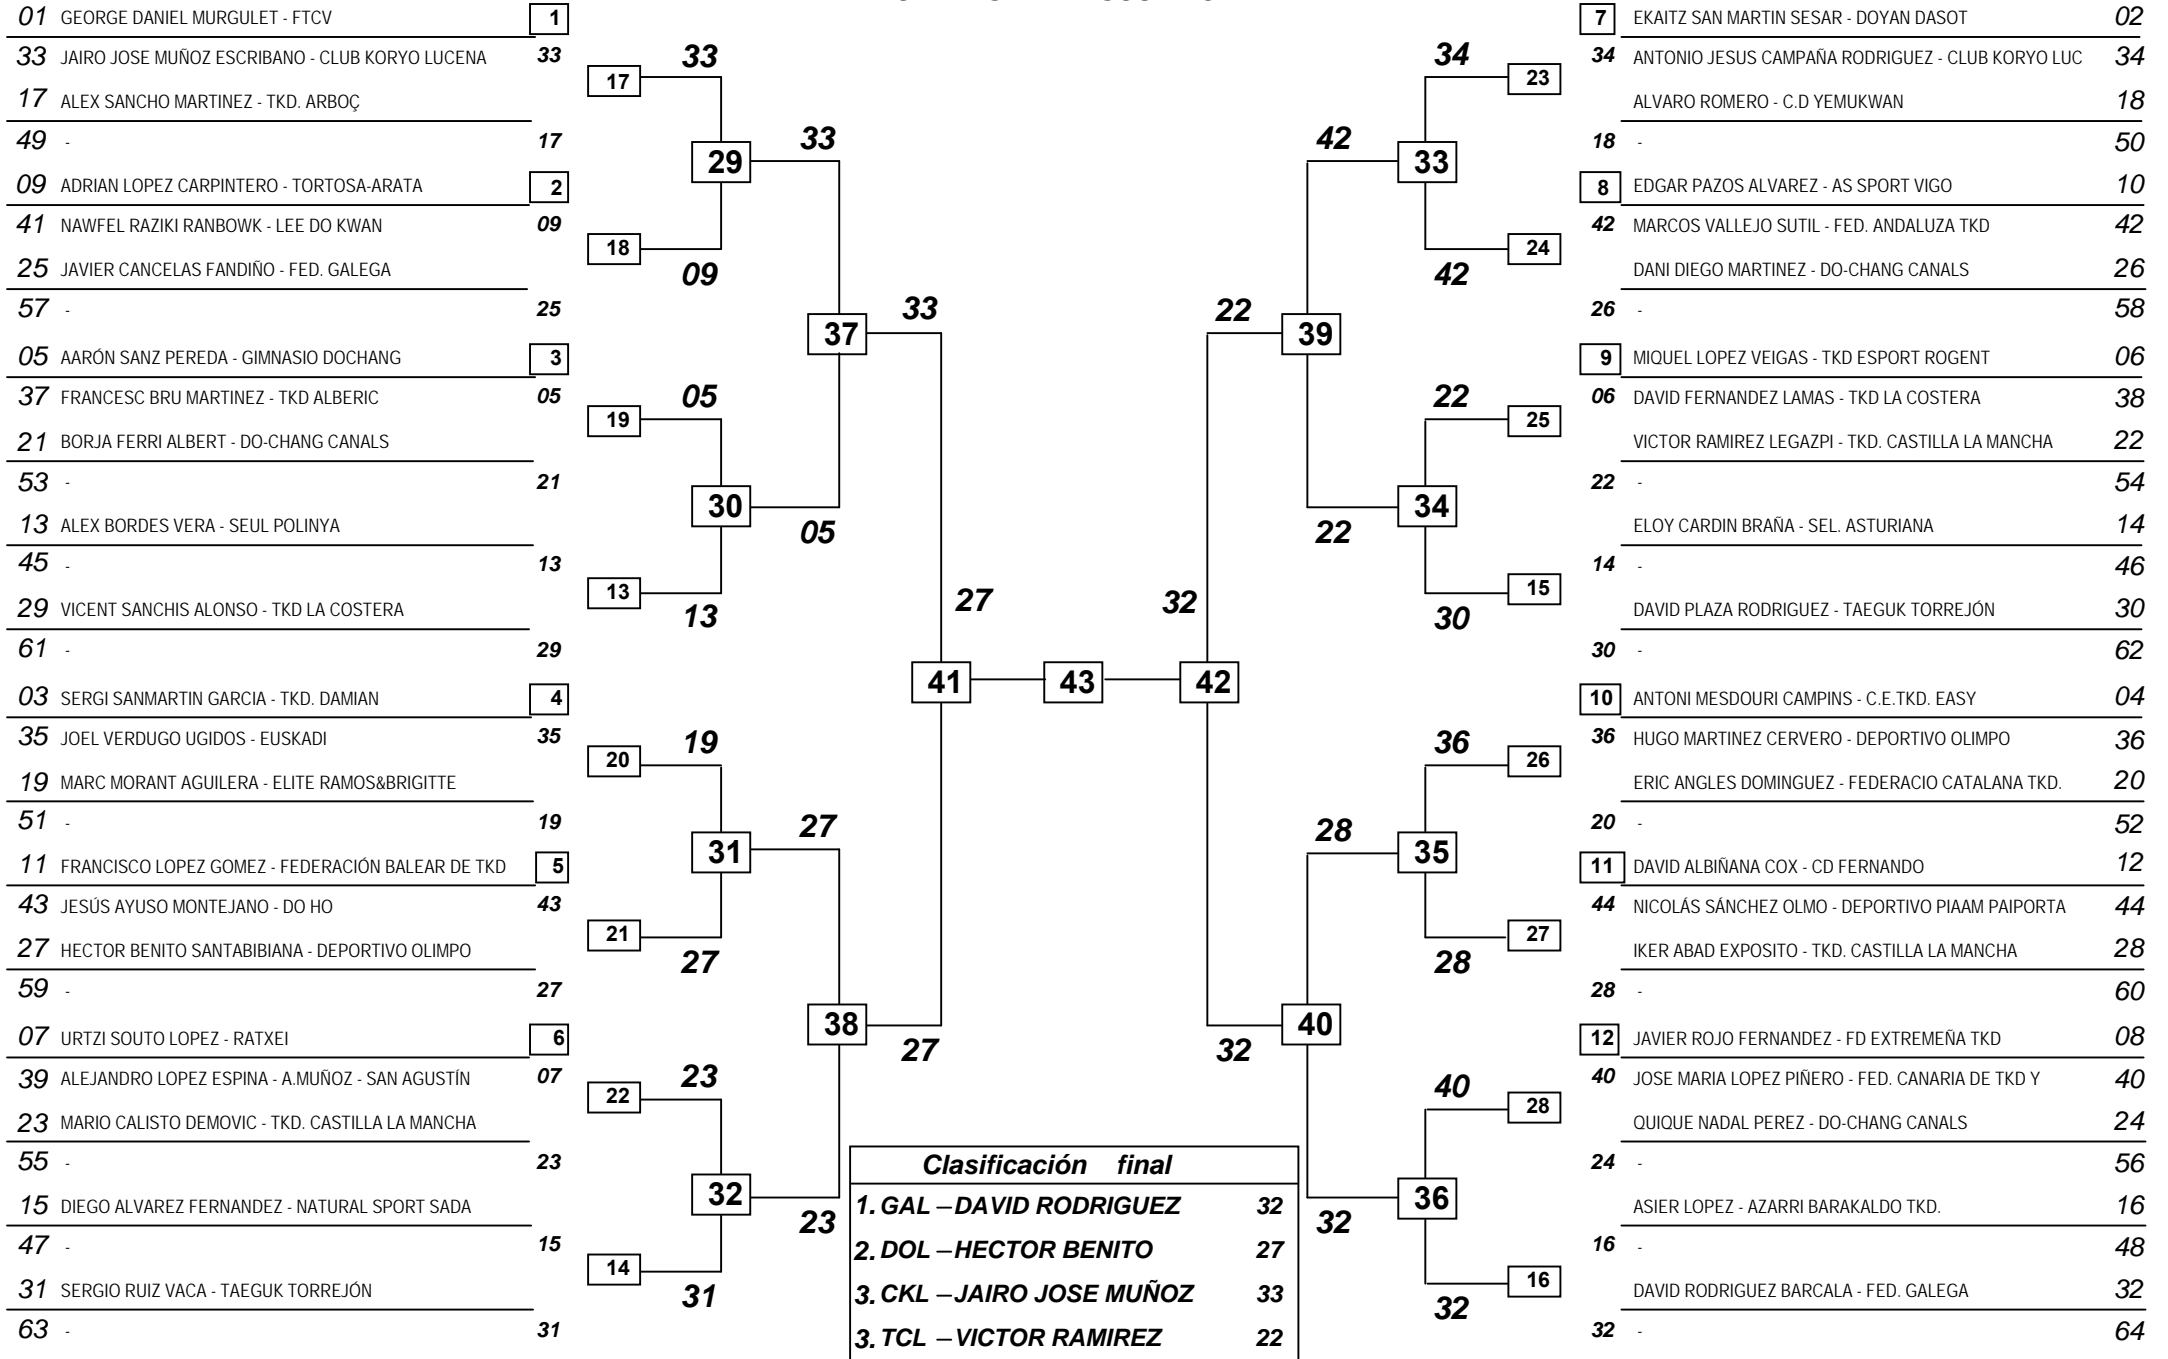 01 GEORGE DANIEL MURGULET - FTCV 1
33 JAIRO JOSE MUÑOZ ESCRIBANO - CLUB KORYO LUCENA 33
17 ALEX SANCHO MARTINEZ - TKD. ARBOÇ
49 - 17
09 ADRIAN LOPEZ CARPINTERO - TORTOSA-ARATA 2
41 NAWFEL RAZIKI RANBOWK - LEE DO KWAN 09
25 JAVIER CANCELAS FANDIÑO - FED. GALEGA
57 - 25
05 AARÓN SANZ PEREDA - GIMNASIO DOCHANG 3
37 FRANCESC BRU MARTINEZ - TKD ALBERIC 05
21 BORJA FERRI ALBERT - DO-CHANG CANALS
53 - 21
13 ALEX BORDES VERA - SEUL POLINYA
45 - 13
29 VICENT SANCHIS ALONSO - TKD LA COSTERA
61 - 29
03 SERGI SANMARTIN GARCIA - TKD. DAMIAN 4
35 JOEL VERDUGO UGIDOS - EUSKADI 35
19 MARC MORANT AGUILERA - ELITE RAMOS&BRIGITTE
51 - 19
11 FRANCISCO LOPEZ GOMEZ - FEDERACIÓN BALEAR DE TKD 5
43 JESÚS AYUSO MONTEJANO - DO HO 43
27 HECTOR BENITO SANTABIBIANA - DEPORTIVO OLIMPO
59 - 27
07 URTZI SOUTO LOPEZ - RATXEI 6
39 ALEJANDRO LOPEZ ESPINA - A.MUÑOZ - SAN AGUSTÍN 07
23 MARIO CALISTO DEMOVIC - TKD. CASTILLA LA MANCHA
55 - 23
15 DIEGO ALVAREZ FERNANDEZ - NATURAL SPORT SADA
47 - 15
31 SERGIO RUIZ VACA - TAEGUK TORREJÓN
63 - 31
33
17
33
29
18
09
33
37
05
19
30
05
13
13
27
41
43
42
32
19
20
27
31
21
27
38
27
23
22
32
23
14
31
34
23
42
33
24
42
22
39
22
25
34
22
15
30
36
26
28
35
27
28
40
32
40
28
36
32
16
32
7 EKAITZ SAN MARTIN SESAR - DOYAN DASOT 02
34 ANTONIO JESUS CAMPAÑA RODRIGUEZ - CLUB KORYO LUC 34
ALVARO ROMERO - C.D YEMUKWAN 18
18 - 50
8 EDGAR PAZOS ALVAREZ - AS SPORT VIGO 10
42 MARCOS VALLEJO SUTIL - FED. ANDALUZA TKD 42
DANI DIEGO MARTINEZ - DO-CHANG CANALS 26
26 - 58
9 MIQUEL LOPEZ VEIGAS - TKD ESPORT ROGENT 06
06 DAVID FERNANDEZ LAMAS - TKD LA COSTERA 38
VICTOR RAMIREZ LEGAZPI - TKD. CASTILLA LA MANCHA 22
22 - 54
ELOY CARDIN BRAÑA - SEL. ASTURIANA 14
14 - 46
DAVID PLAZA RODRIGUEZ - TAEGUK TORREJÓN 30
30 - 62
10 ANTONI MESDOURI CAMPINS - C.E.TKD. EASY 04
36 HUGO MARTINEZ CERVERO - DEPORTIVO OLIMPO 36
ERIC ANGLES DOMINGUEZ - FEDERACIO CATALANA TKD. 20
20 - 52
11 DAVID ALBIÑANA COX - CD FERNANDO 12
44 NICOLÁS SÁNCHEZ OLMO - DEPORTIVO PIAAM PAIPORTA 44
IKER ABAD EXPOSITO - TKD. CASTILLA LA MANCHA 28
28 - 60
12 JAVIER ROJO FERNANDEZ - FD EXTREMEÑA TKD 08
40 JOSE MARIA LOPEZ PIÑERO - FED. CANARIA DE TKD Y 40
QUIQUE NADAL PEREZ - DO-CHANG CANALS 24
24 - 56
ASIER LOPEZ - AZARRI BARAKALDO TKD. 16
16 - 48
DAVID RODRIGUEZ BARCALA - FED. GALEGA 32
32 - 64
Clasificación final
1. GAL – DAVID RODRIGUEZ 32
2. DOL – HECTOR BENITO 27
3. CKL – JAIRO JOSE MUÑOZ 33
3. TCL – VICTOR RAMIREZ 22